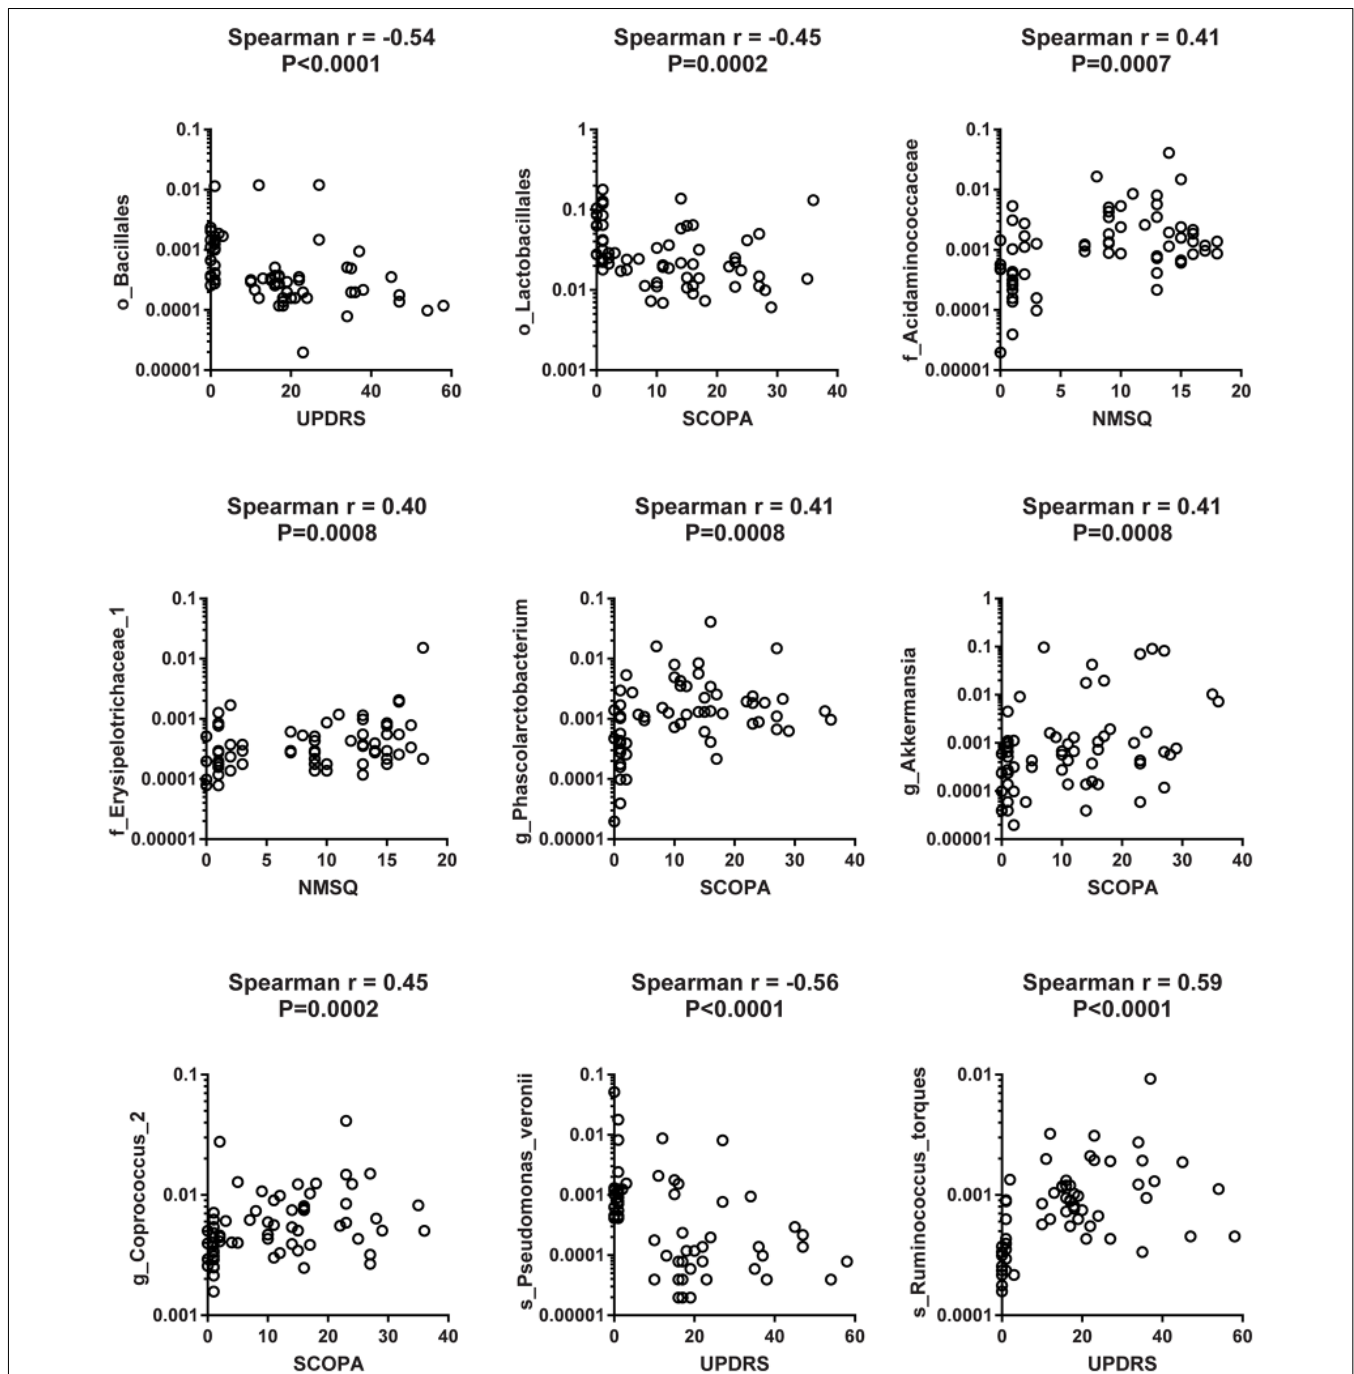 Spearman r = -0.54
P<0.0001
o_Bacillales
0.1
0.01
0.001
0.0001
0.00001
0
20
40
60
UPDRS
Spearman r = -0.45
P=0.0002
o_Lactobacillales
1
0.1
0.01
0.001
0
10
20
30
40
SCOPA
Spearman r = 0.41
P=0.0007
f_Acidaminococcaceae
0.1
0.01
0.001
0.0001
0.00001
0
5
10
15
20
NMSQ
Spearman r = 0.40
P=0.0008
f_Erysipelotrichaceae_1
0.1
0.01
0.001
0.0001
0.00001
0
5
10
15
20
NMSQ
Spearman r = 0.41
P=0.0008
g_Phascolarctobacterium
0.1
0.01
0.001
0.0001
0.00001
0
10
20
30
40
SCOPA
Spearman r = 0.41
P=0.0008
g_Akkermansia
1
0.1
0.01
0.001
0.0001
0.00001
0
10
20
30
40
SCOPA
Spearman r = 0.45
P=0.0002
g_Coprococcus_2
0.1
0.01
0.001
0
10
20
30
40
SCOPA
Spearman r = -0.56
P<0.0001
s_Pseudomonas_veronii
0.1
0.01
0.001
0.0001
0.00001
0
20
40
60
UPDRS
Spearman r = 0.59
P<0.0001
s_Ruminococcus_torques
0.01
0.001
0.0001
0
20
40
60
UPDRS